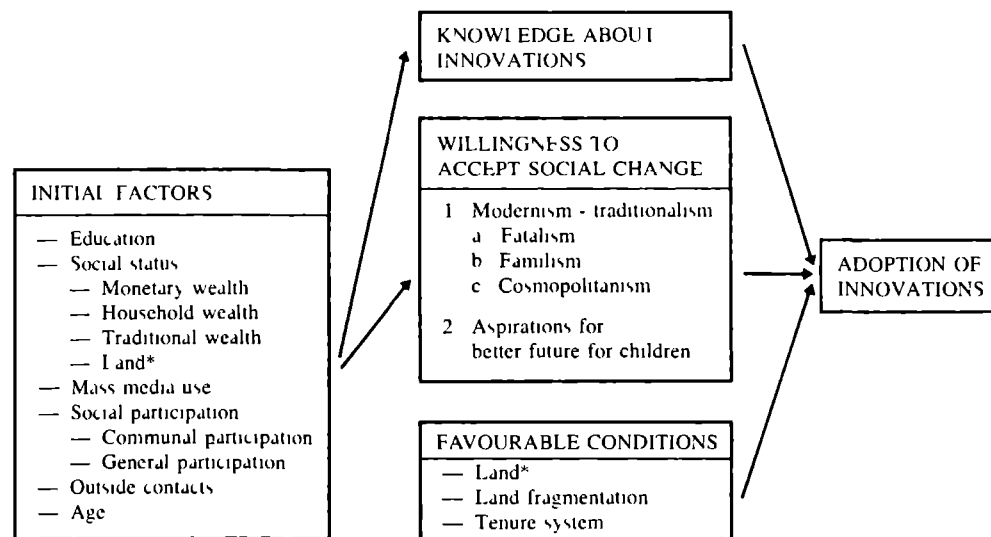 KNOWLEDGE ABOUT
INNOVATIONS
WILLINGNESS TO
ACCEPT SOCIAL CHANGE
1 Modernism - traditionalism
a Fatalism
b Familism
c Cosmopolitanism
2 Aspirations for
better future for children
INITIAL FACTORS
— Education
— Social status
— Monetary wealth
— Household wealth
— Traditional wealth
— Land*
— Mass media use
— Social participation
— Communal participation
— General participation
— Outside contacts
— Age
FAVOURABLE CONDITIONS
— Land*
— Land fragmentation
— Tenure system
ADOPTION OF
INNOVATIONS